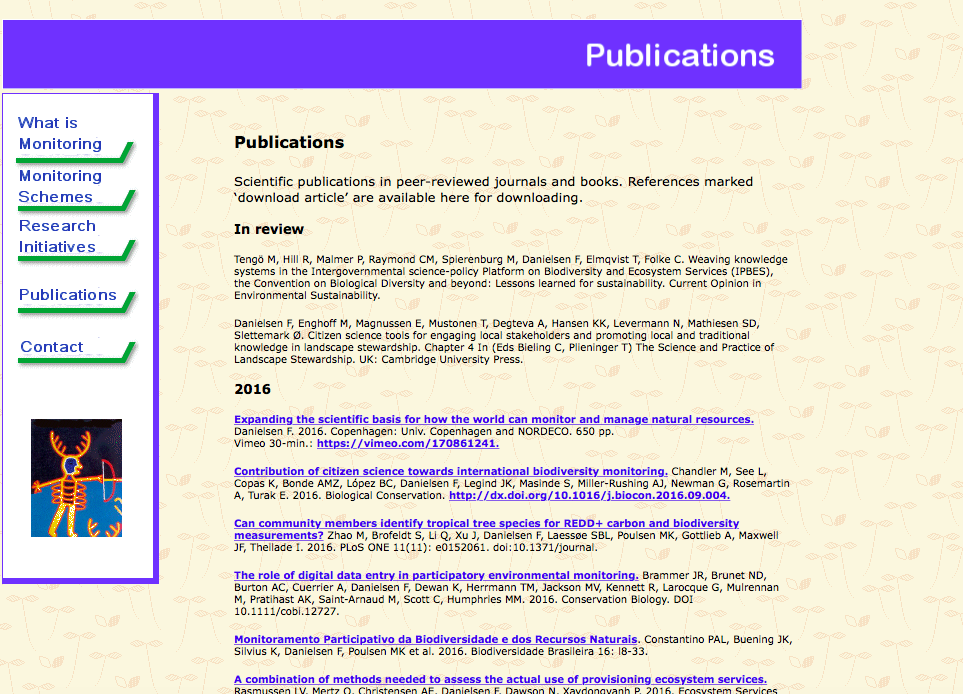 Publications
What is
Monitoring
Monitoring
Schemes
Research
Initiatives
Publications
Contact
Publications
Scientific publications in peer-reviewed journals and books. References marked
‘download article’ are available here for downloading.
In review
Tengö M, Hill R, Malmer P, Raymond CM, Spierenburg M, Danielsen F, Elmqvist T, Folke C. Weaving knowledge
systems in the Intergovernmental science-policy Platform on Biodiversity and Ecosystem Services (IPBES),
the Convention on Biological Diversity and beyond: Lessons learned for sustainability. Current Opinion in
Environmental Sustainability.
Danielsen F, Enghoff M, Magnussen E, Mustonen T, Degteva A, Hansen KK, Levermann N, Mathiesen SD,
Slettemark Ø. Citizen science tools for engaging local stakeholders and promoting local and traditional
knowledge in landscape stewardship. Chapter 4 In (Eds Bieling C, Plieninger T) The Science and Practice of
Landscape Stewardship. UK: Cambridge University Press.
2016
Expanding the scientific basis for how the world can monitor and manage natural resources.
Danielsen F. 2016. Copenhagen: Univ. Copenhagen and NORDECO. 650 pp.
Vimeo 30-min.: https://vimeo.com/170861241.
Contribution of citizen science towards international biodiversity monitoring. Chandler M, See L,
Copas K, Bonde AMZ, López BC, Danielsen F, Legind JK, Masinde S, Miller-Rushing AJ, Newman G, Rosemartin
A, Turak E. 2016. Biological Conservation. http://dx.doi.org/10.1016/j.biocon.2016.09.004.
Can community members identify tropical tree species for REDD+ carbon and biodiversity
measurements? Zhao M, Brofeldt S, Li Q, Xu J, Danielsen F, Læssøe SBL, Poulsen MK, Gottlieb A, Maxwell
JF, Theilade I. 2016. PLoS ONE 11(11): e0152061. doi:10.1371/journal.
The role of digital data entry in participatory environmental monitoring. Brammer JR, Brunet ND,
Burton AC, Cuerrier A, Danielsen F, Dewan K, Herrmann TM, Jackson MV, Kennett R, Larocque G, Mulrennan
M, Pratihast AK, Saint-Arnaud M, Scott C, Humphries MM. 2016. Conservation Biology. DOI
10.1111/cobi.12727.
Monitoramento Participativo da Biodiversidade e dos Recursos Naturais. Constantino PAL, Buening JK,
Silvius K, Danielsen F, Poulsen MK et al. 2016. Biodiversidade Brasileira 16: l8-33.
A combination of methods needed to assess the actual use of provisioning ecosystem services.
Rasmussen LV, Mertz O, Christensen AE, Danielsen F, Dawson N, Xaydongvanh P. 2016. Ecosystem Services